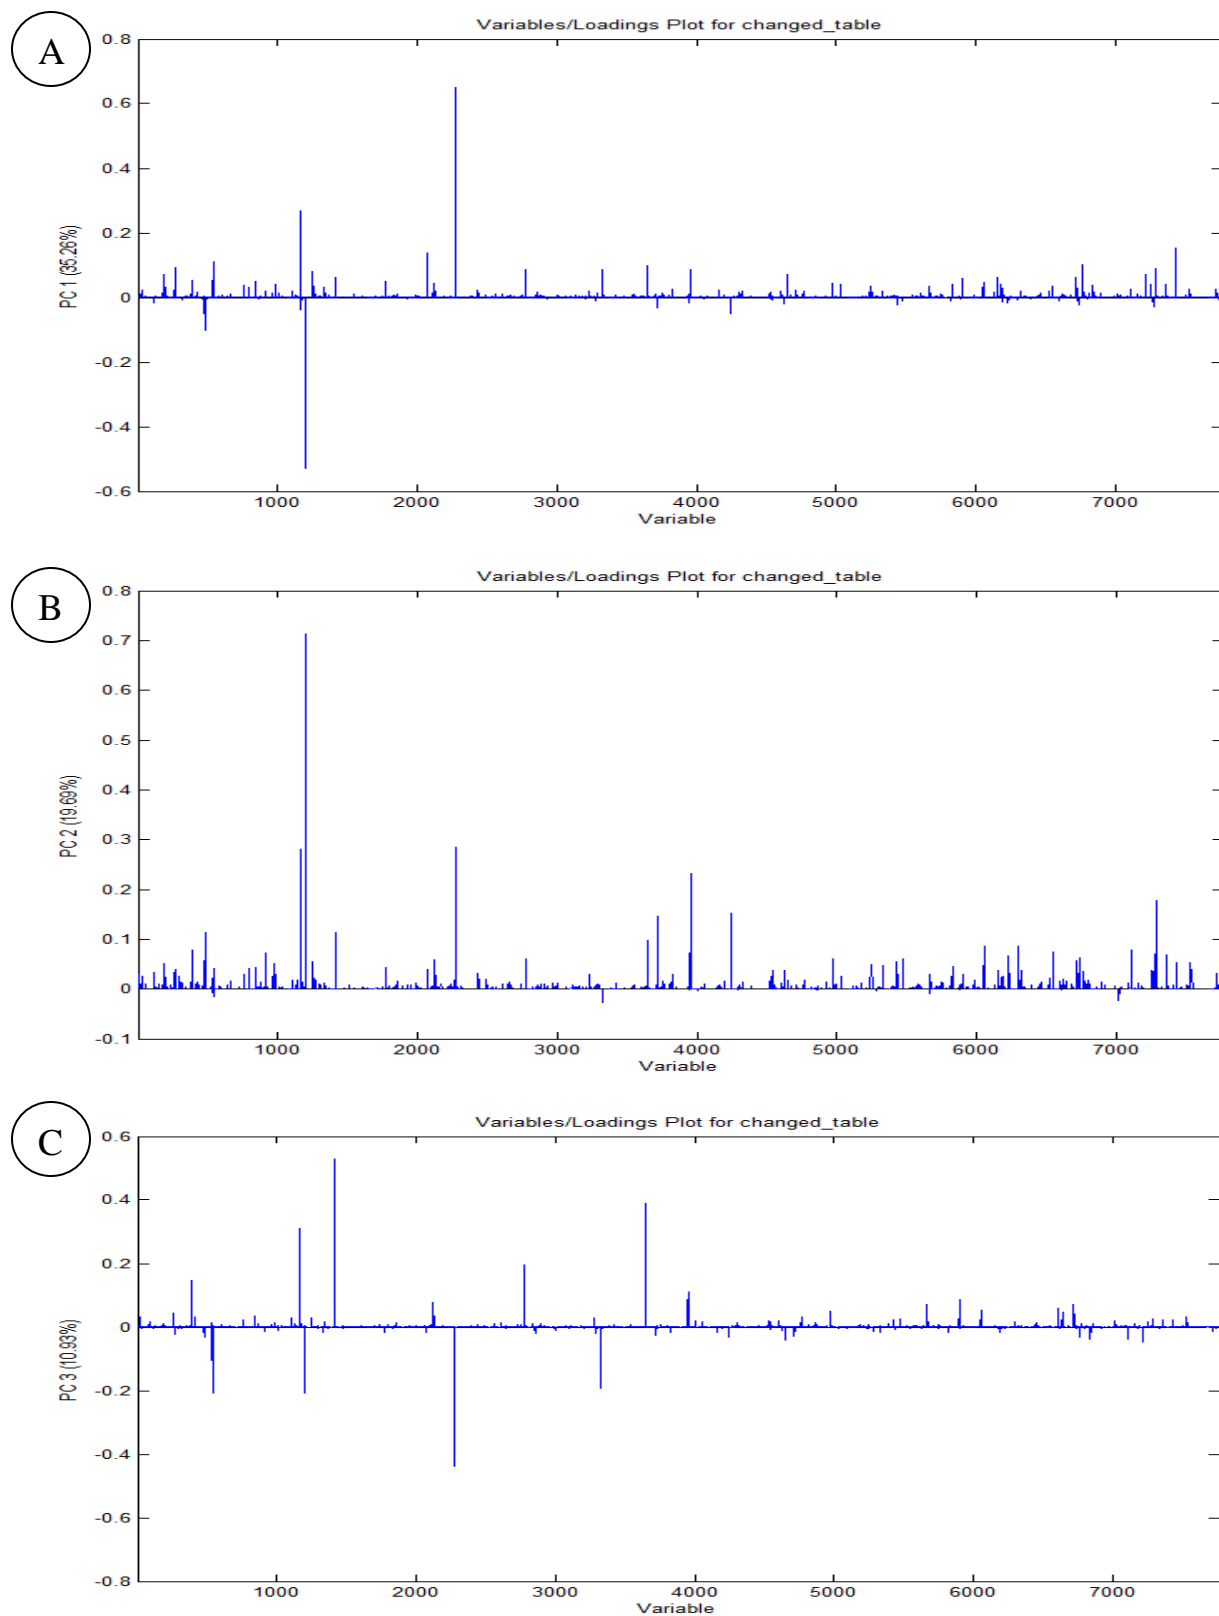 A
Variables/Loadings Plot for changed_table
0.8
0.6
0.4
0.2
0
-0.2
-0.4
-0.6
PC 1 (35.26%)
1000 2000 3000 4000 5000 6000 7000
Variable
B
Variables/Loadings Plot for changed_table
0.8
0.7
0.6
0.5
0.4
0.3
0.2
0.1
0
-0.1
PC 2 (19.69%)
1000 2000 3000 4000 5000 6000 7000
Variable
C
Variables/Loadings Plot for changed_table
0.6
0.4
0.2
0
-0.2
-0.4
-0.6
-0.8
PC 3 (10.93%)
1000 2000 3000 4000 5000 6000 7000
Variable